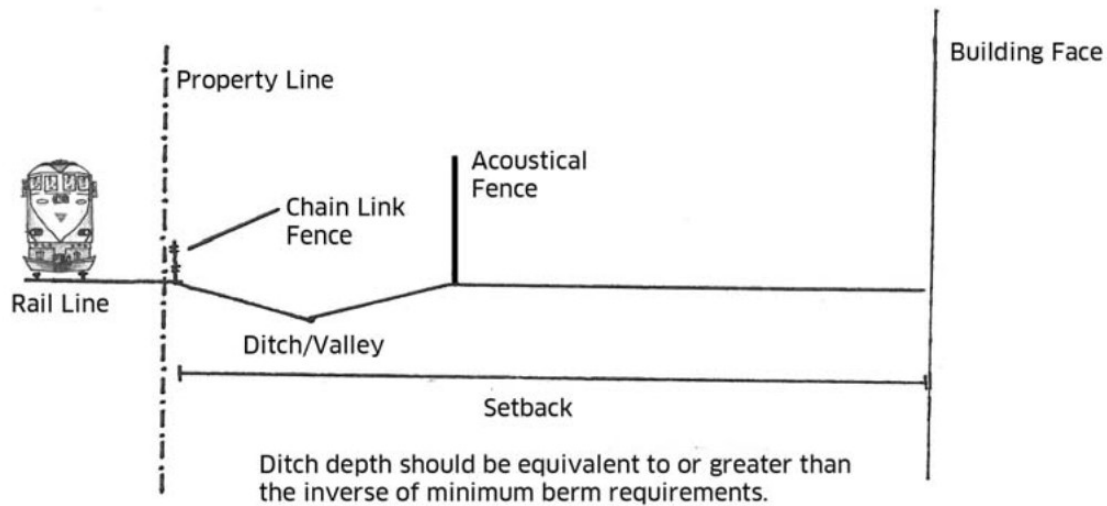 Building Face
Property Line
Acoustical
Fence
Chain Link
Fence
Rail Line
Ditch/Valley
Setback
Ditch depth should be equivalent to or greater than
the inverse of minimum berm requirements.